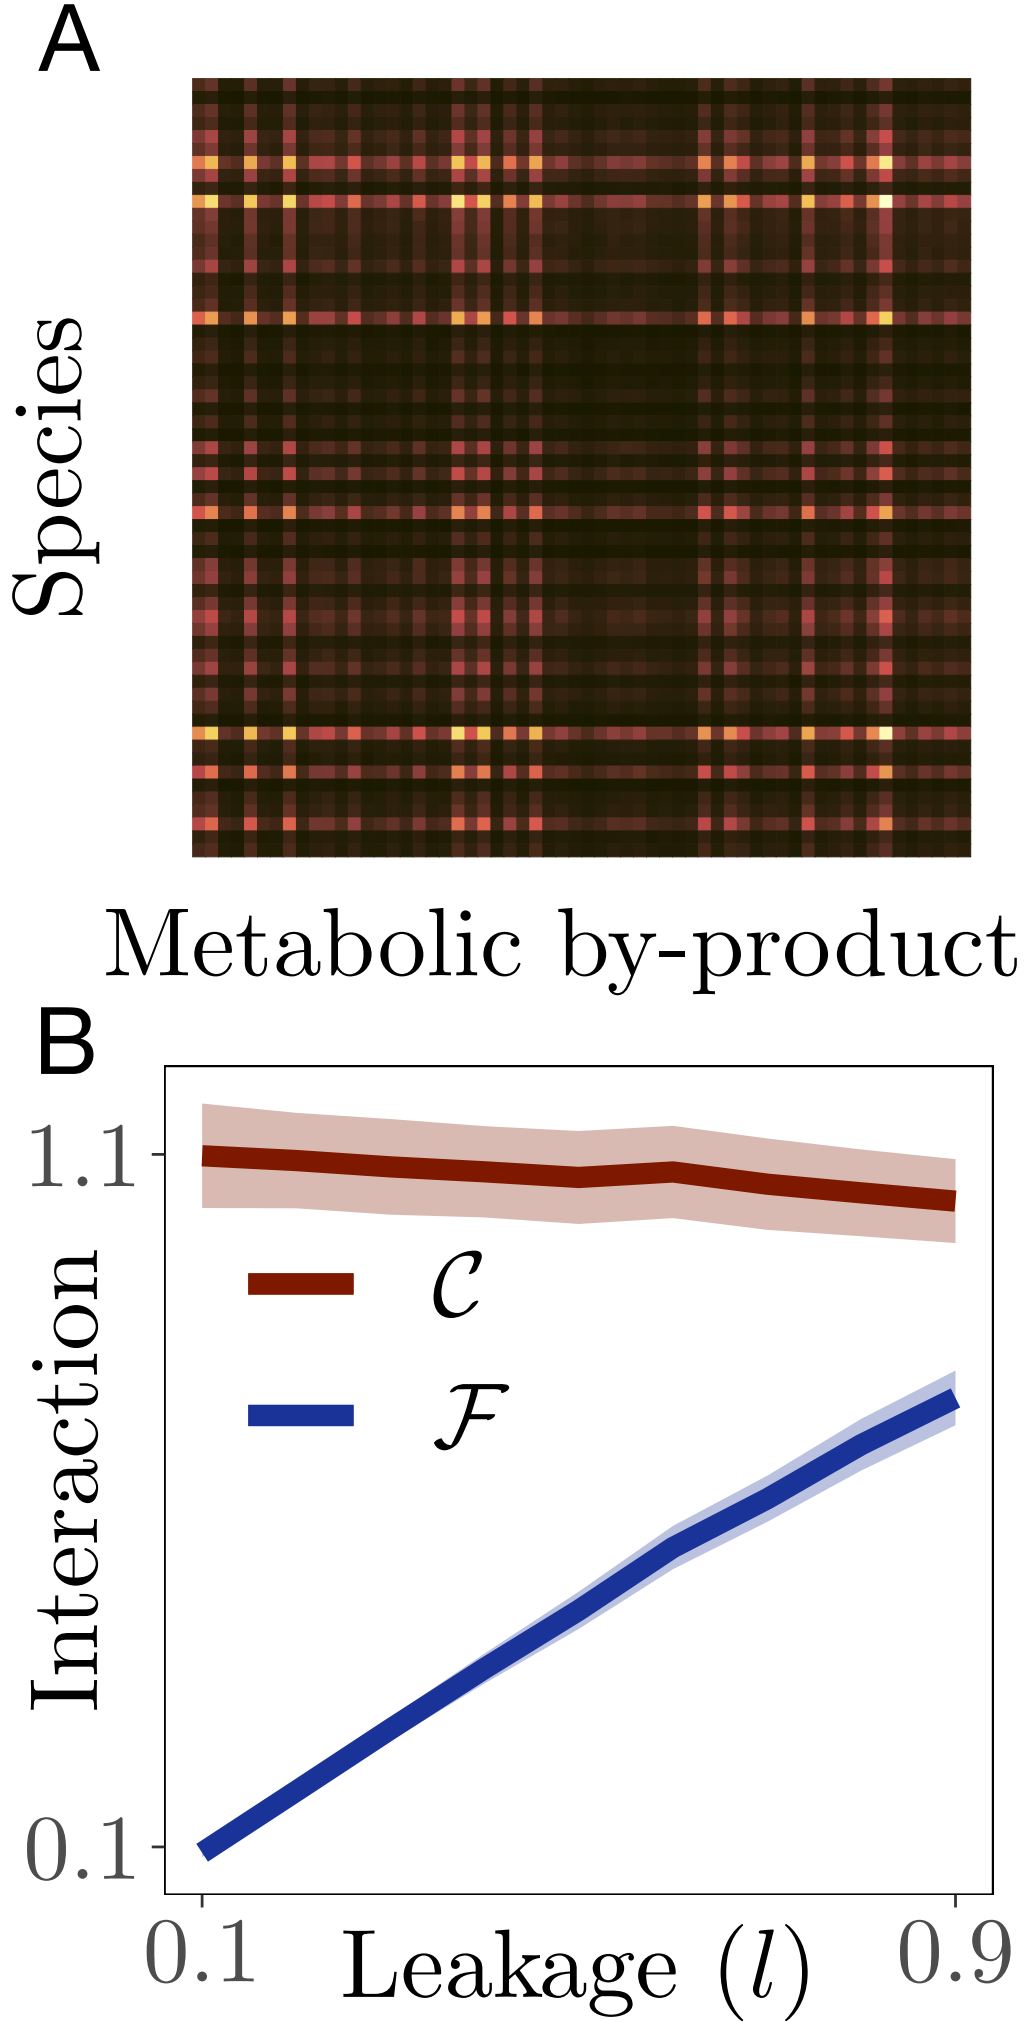 A
Species
Metabolic by-product
B
1.1
Interaction
𝒞
ℱ
0.1
0.1
Leakage (l)
0.9